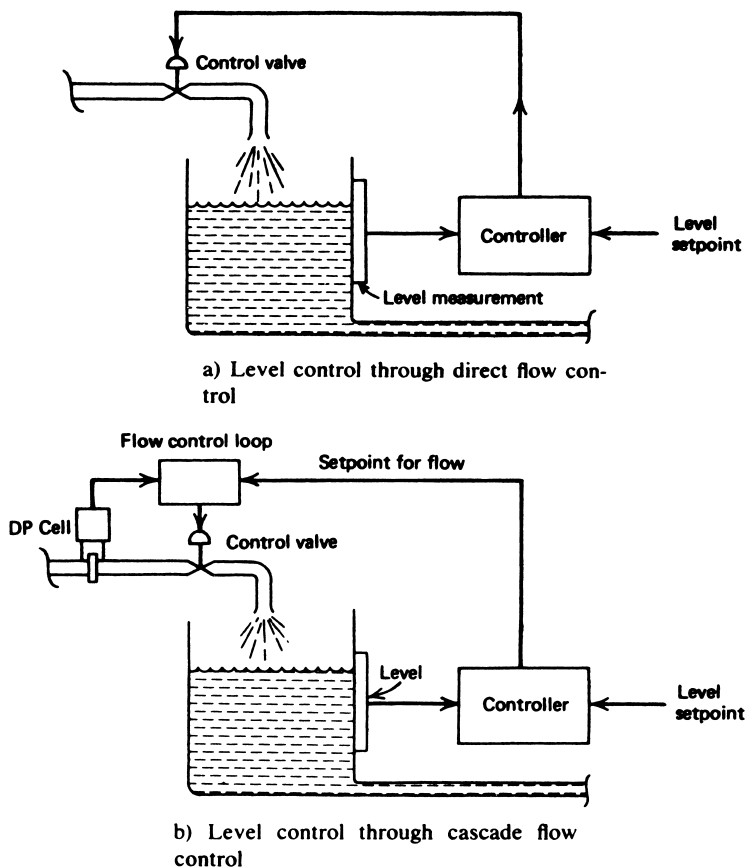 Control valve
Controller
Level
setpoint
Level measurement
a) Level control through direct flow con-
trol
Flow control loop
Setpoint for flow
DP Cell
Control valve
Level
Controller
Level
setpoint
b) Level control through cascade flow
control